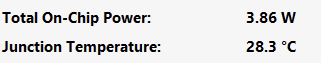 Total On-Chip Power: 3.86 W
Junction Temperature: 28.3 °C